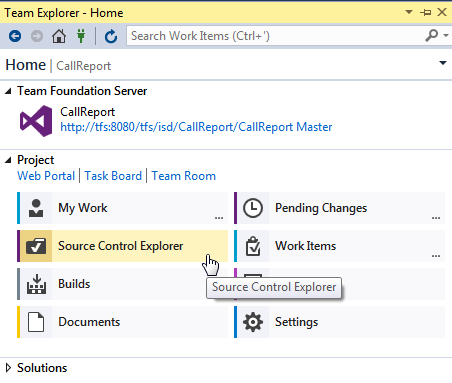 Team Explorer - Home
Search Work Items (Ctrl+')
Home | CallReport
Team Foundation Server
CallReport
http://tfs:8080/tfs/isd/CallReport/CallReport Master
Project
Web Portal | Task Board | Team Room
My Work ... Pending Changes ...
Source Control Explorer Work Items ...
Builds
Source Control Explorer
Documents Settings
Solutions